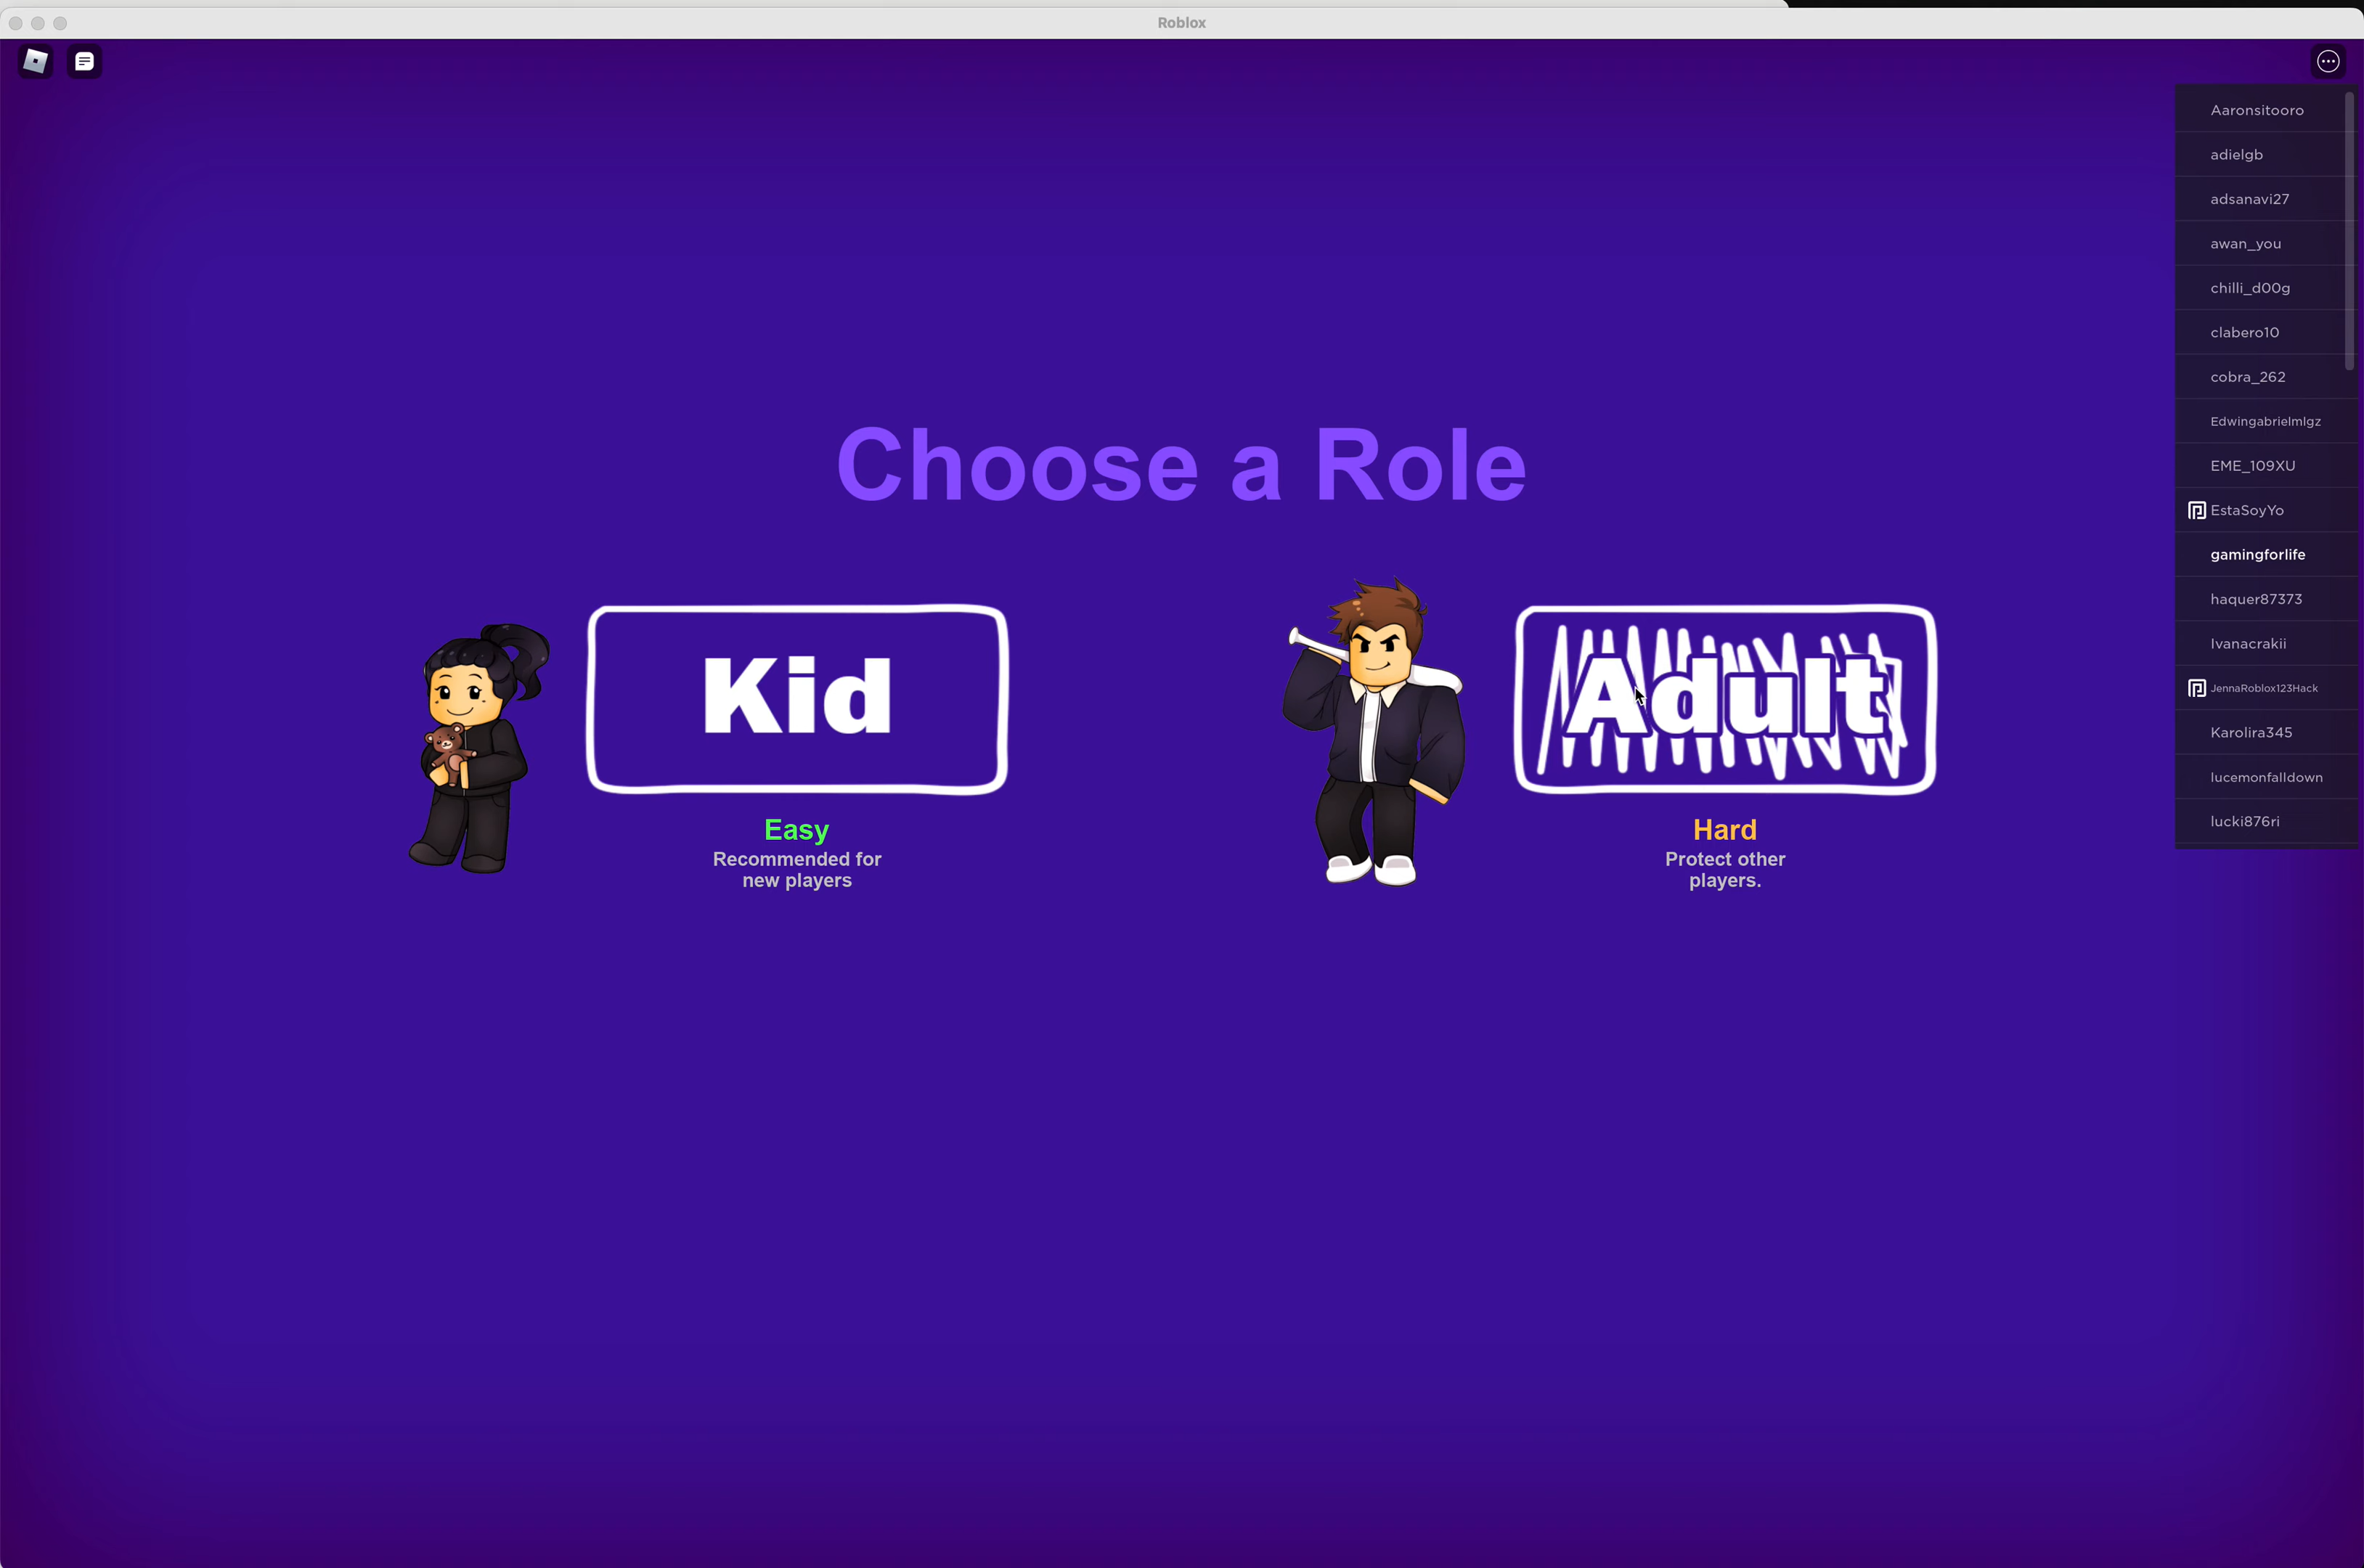 Roblox
Aaronsitooro
adielgb
adsanavi27
awan_you
chilli_d00g
clabero10
cobra_262
Edwingabrielmlgz
EME_109XU
EstaSoyYo
gamingforlife
haquer87373
Ivanacrakii
JennaRoblox123Hack
Karolira345
lucemonfalldown
lucki876ri
Choose a Role
Kid
Easy
Recommended for
new players
Adult
Hard
Protect other
players.